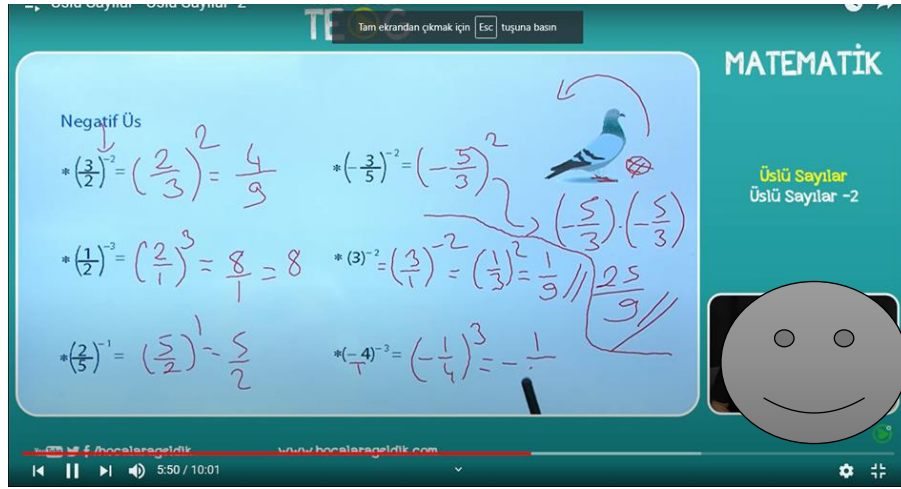 Üslü Sayılar - Üslü Sayılar -2
TEOG
Tam ekrandan çıkmak için Esc tuşuna basın
MATEMATİK
Üslü Sayılar
Üslü Sayılar -2
Negatif Üs
*(3/2)⁻² = (2/3)² = 4/9
*(1/2)⁻³ = (2/1)³ = 8/1 = 8
*(2/5)⁻¹ = (5/2)¹ = 5/2
*(-3/5)⁻² = (-5/3)²
(-5/3).(-5/3)
25/9 //
*(3)⁻² = (3/1)⁻² = (1/3)² = 1/9 //
*(-4/1)⁻³ = (-1/4)³ = - 1/
YouTube f /hocalarageldik
www.hocalarageldik.com
5:50 / 10:01